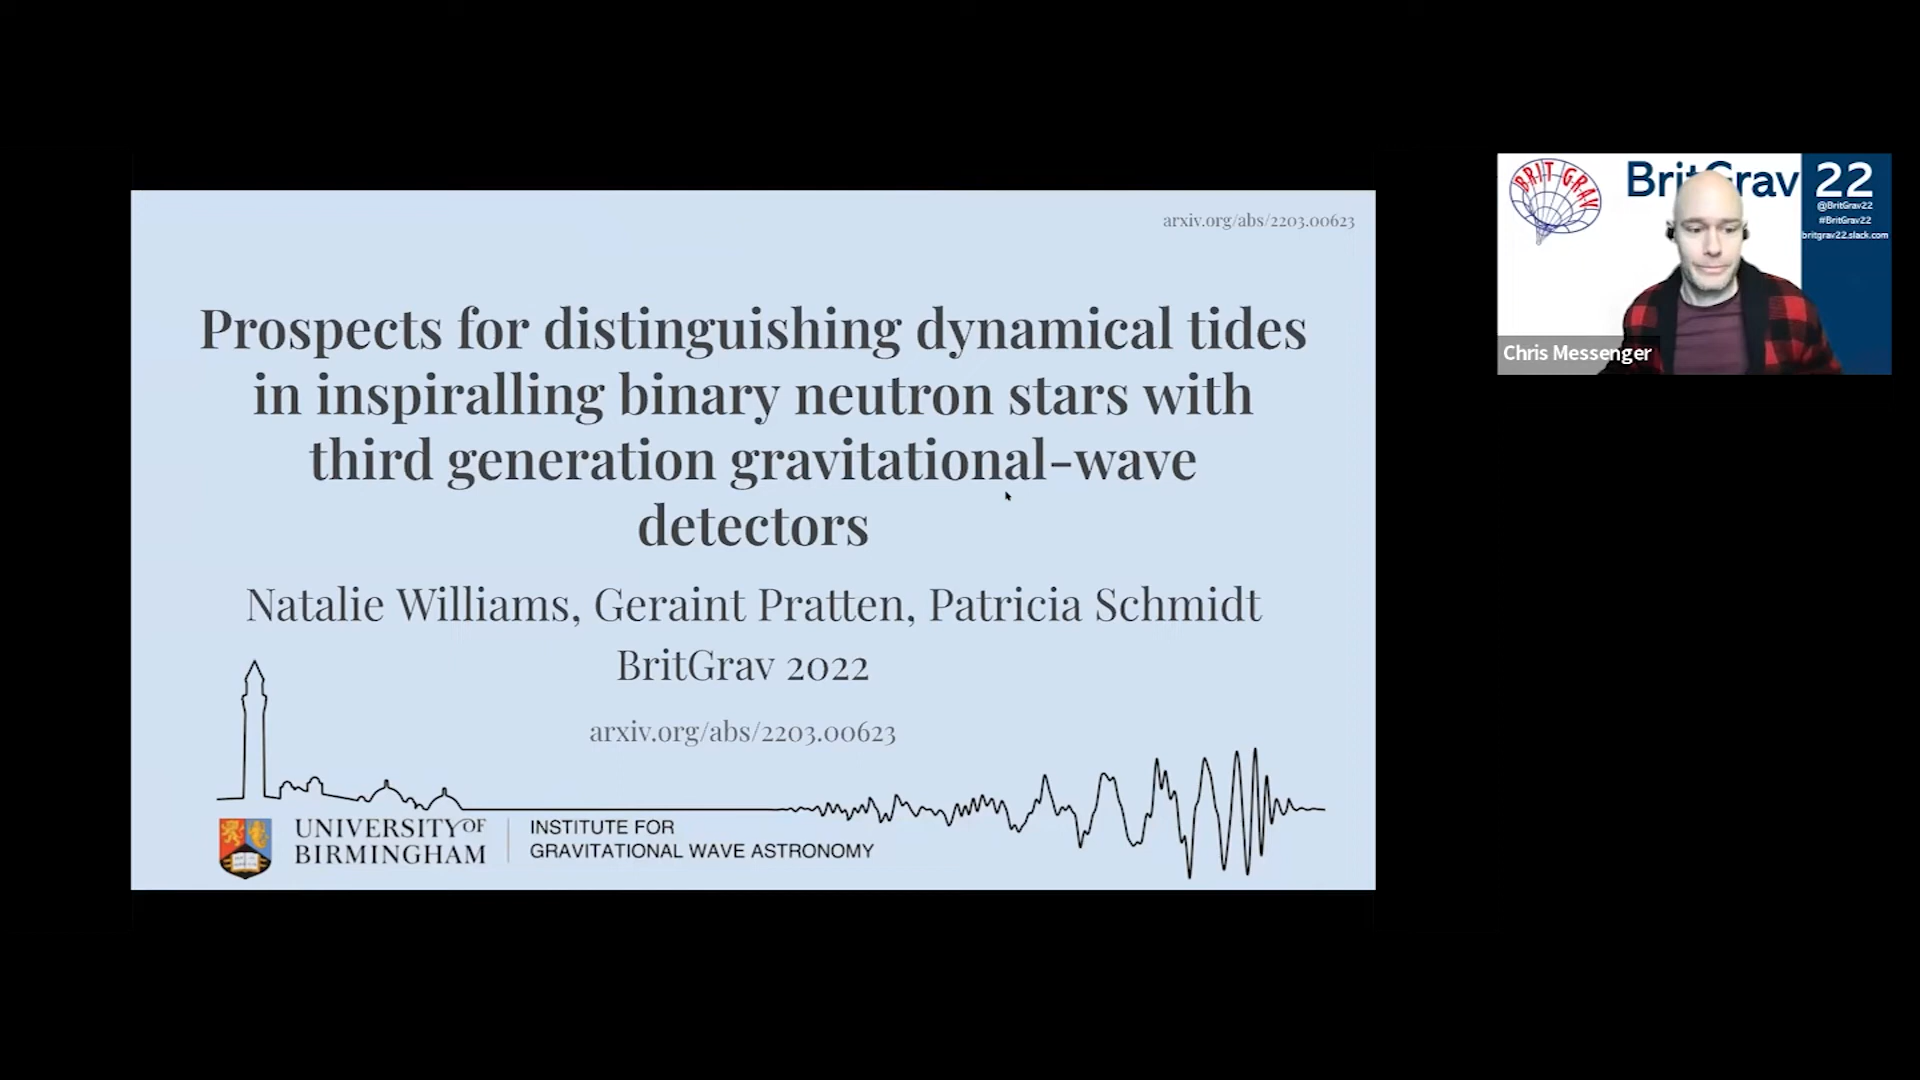 arxiv.org/abs/2203.00623
Prospects for distinguishing dynamical tides
in inspiralling binary neutron stars with
third generation gravitational-wave
detectors
Natalie Williams, Geraint Pratten, Patricia Schmidt
BritGrav 2022
arxiv.org/abs/2203.00623
UNIVERSITY OF
BIRMINGHAM
INSTITUTE FOR
GRAVITATIONAL WAVE ASTRONOMY
BRIT GRAV
BritGrav 22
@BritGrav22
#BritGrav22
britgrav22.slack.com
Chris Messenger